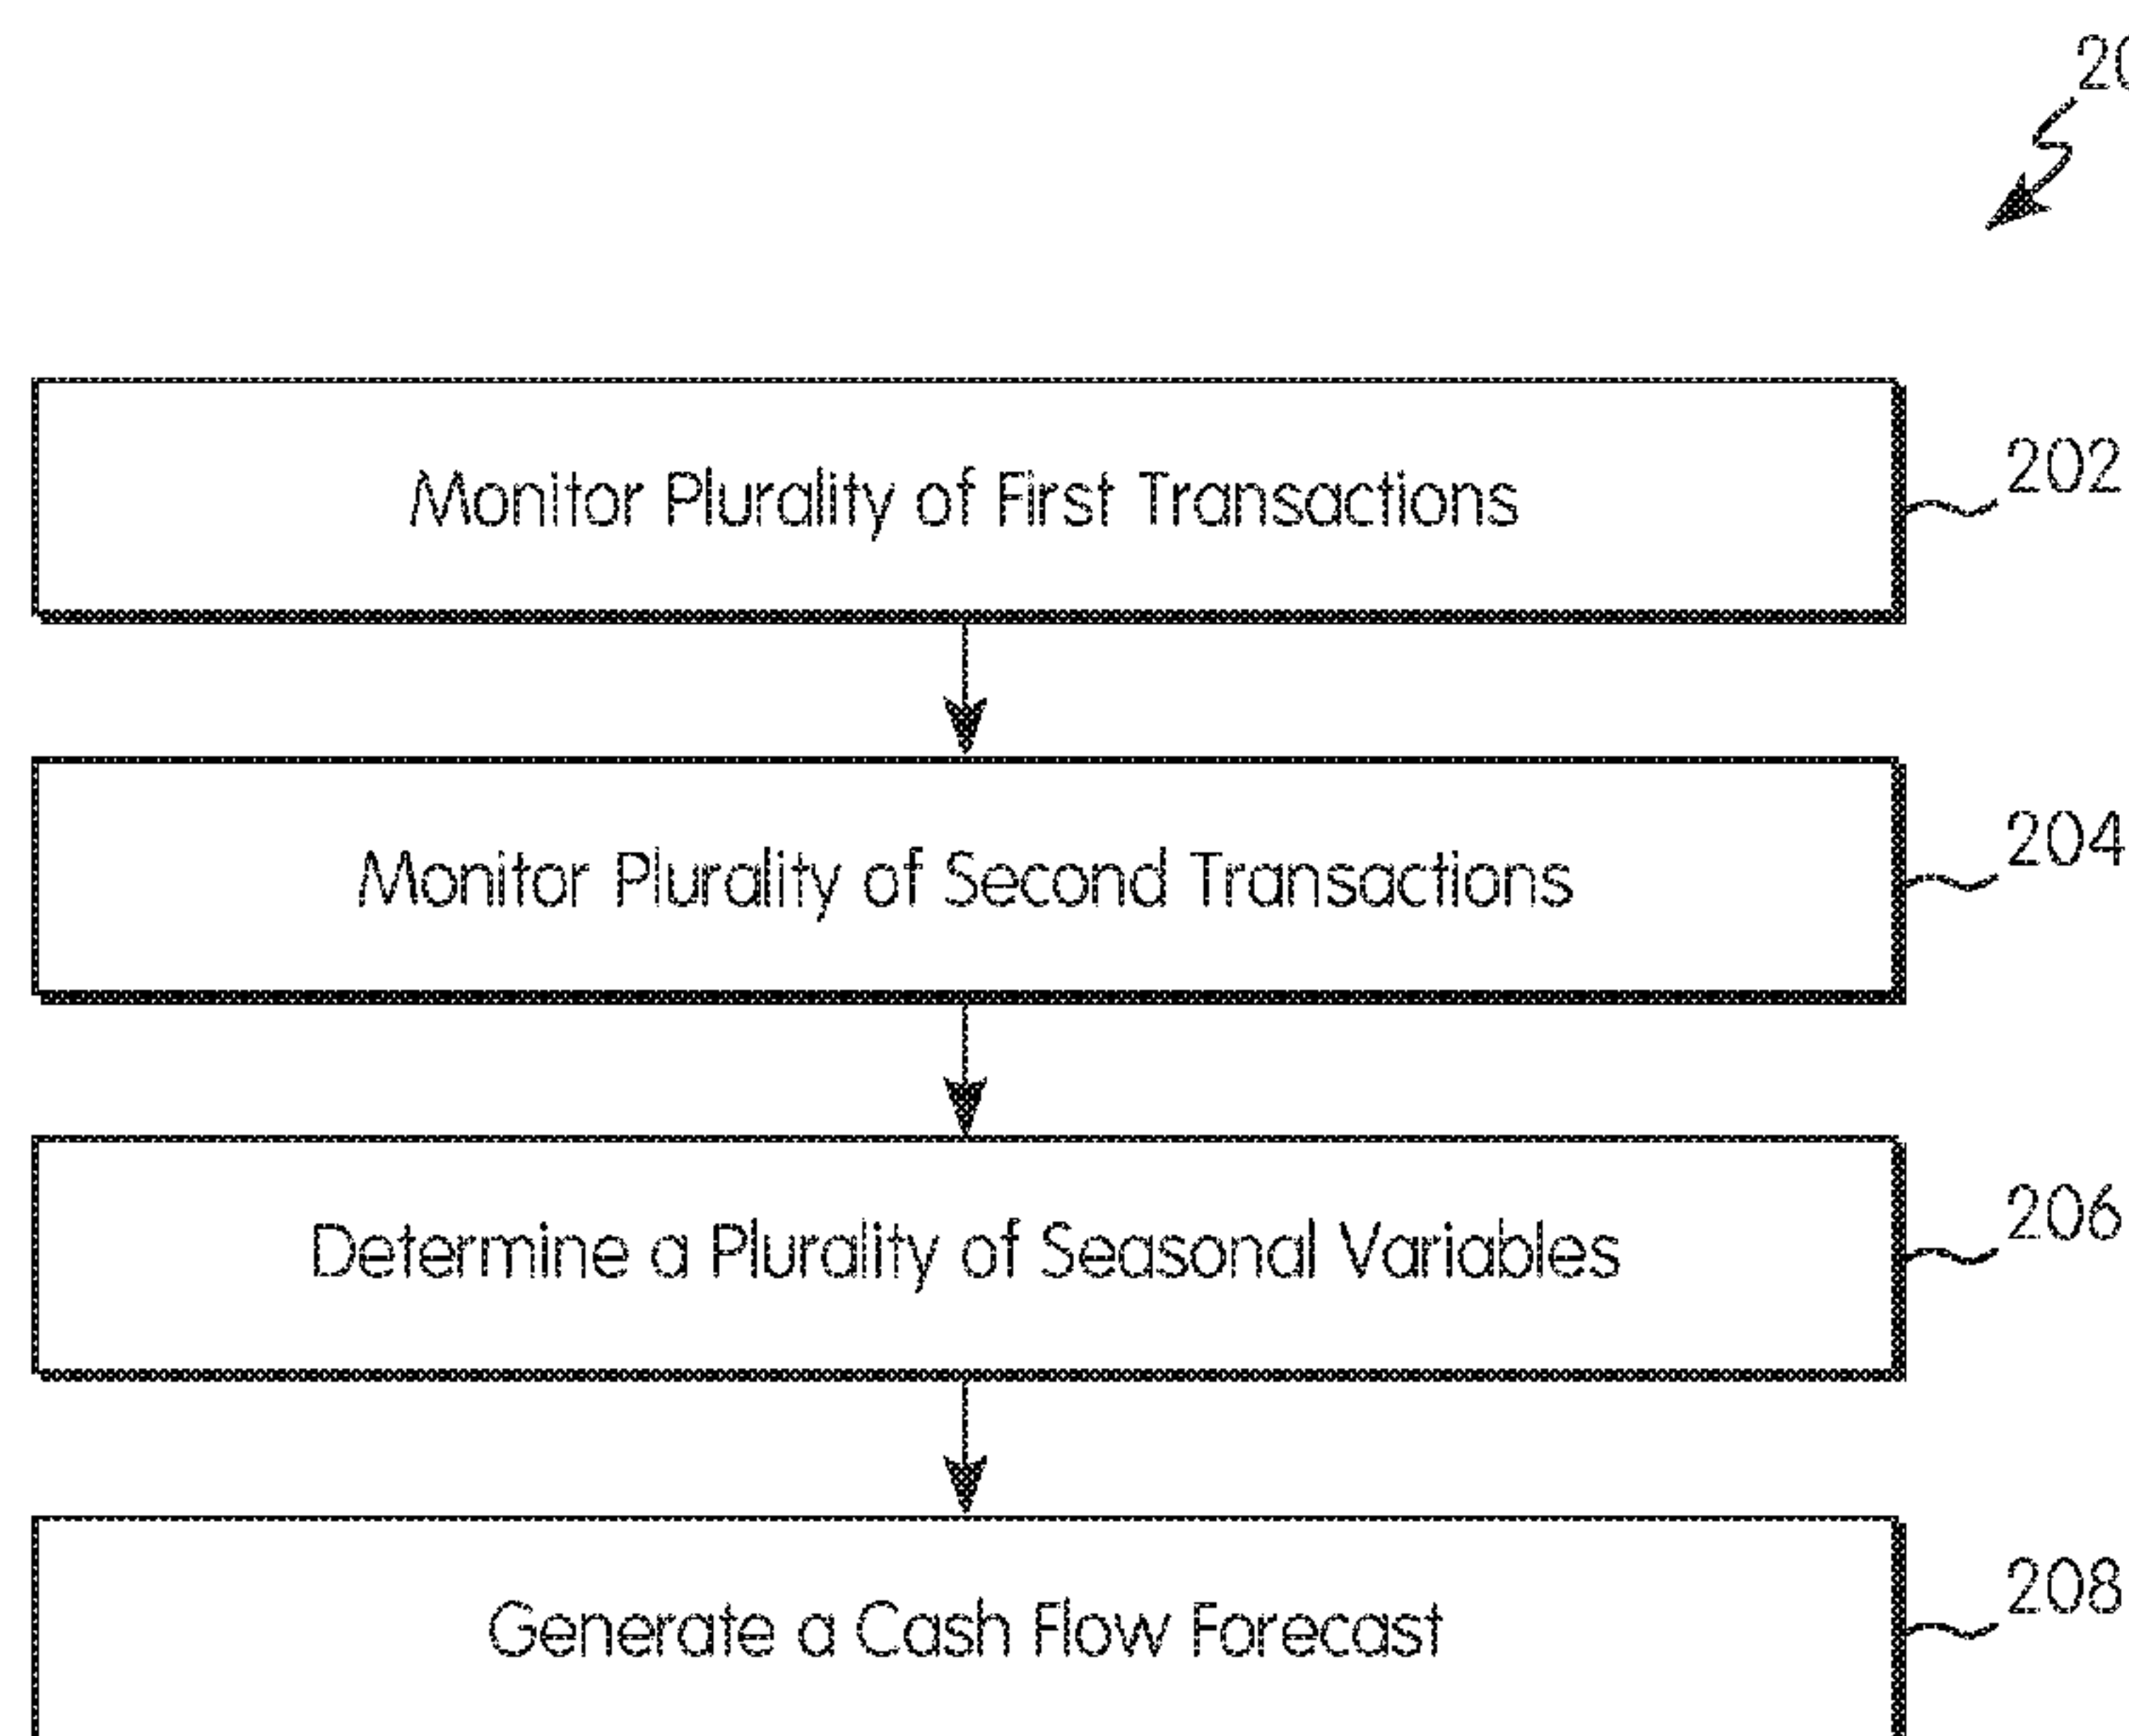 Monitor Plurality of First Transactions
202
Monitor Plurality of Second Transactions
204
Determine a Plurality of Seasonal Variables
206
Generate a Cash Flow Forecast
208